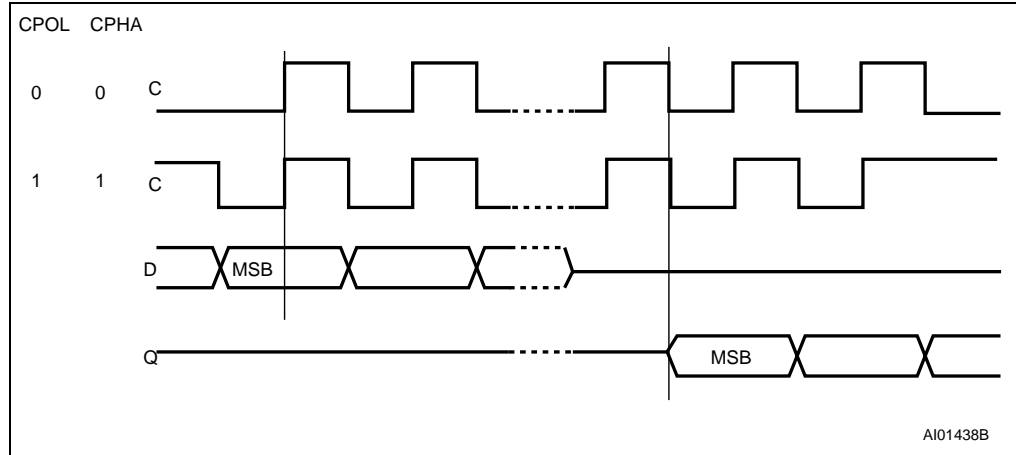 CPOL CPHA
0 0 C
1 1 C
D MSB
Q MSB
AI01438B